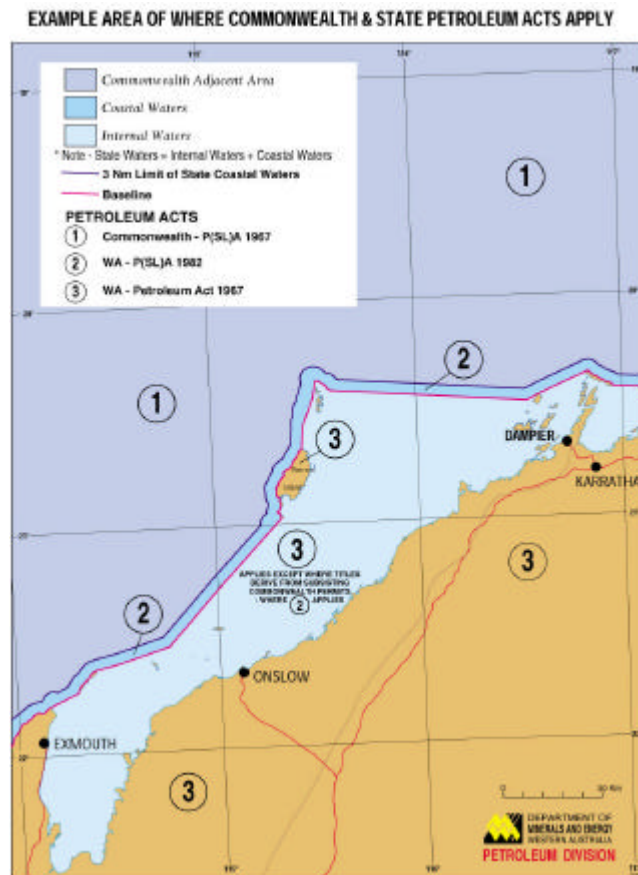 EXAMPLE AREA OF WHERE COMMONWEALTH & STATE PETROLEUM ACTS APPLY
Commonwealth Adjacent Area
Coastal Waters
Internal Waters
* Note - State Waters = Internal Waters + Coastal Waters
3 Nm Limit of State Coastal Waters
Baseline
PETROLEUM ACTS
1 Commonwealth - P(SL)A 1967
2 WA - P(SL)A 1982
3 WA - Petroleum Act 1967
1
2
1
3
DAMPIER
KARRATHA
3
3
APPLIES EXCEPT WHERE TITLES
DERIVE FROM SUBSISTING
COMMONWEALTH PERMITS
WHERE 2 APPLIES
2
ONSLOW
EXMOUTH
3
0 50 Km
DEPARTMENT OF
MINERALS AND ENERGY
WESTERN AUSTRALIA
PETROLEUM DIVISION